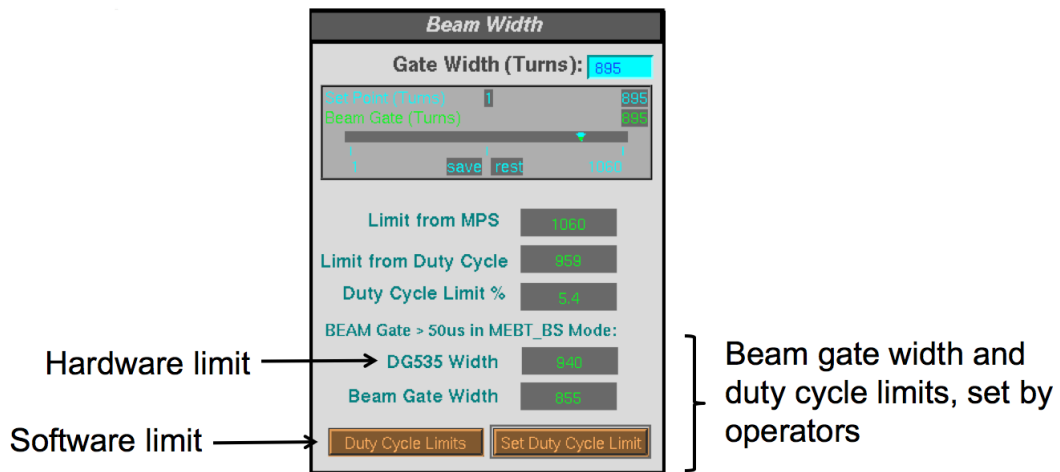 Beam Width
Gate Width (Turns): 895
Set Point (Turns) 1 895
Beam Gate (Turns) 895
1 save rest 1060
Limit from MPS 1060
Limit from Duty Cycle 959
Duty Cycle Limit % 5.4
BEAM Gate > 50us in MEBT_BS Mode:
Hardware limit DG535 Width 940
Beam Gate Width 855
Software limit Duty Cycle Limits Set Duty Cycle Limit
Beam gate width and
duty cycle limits, set by
operators